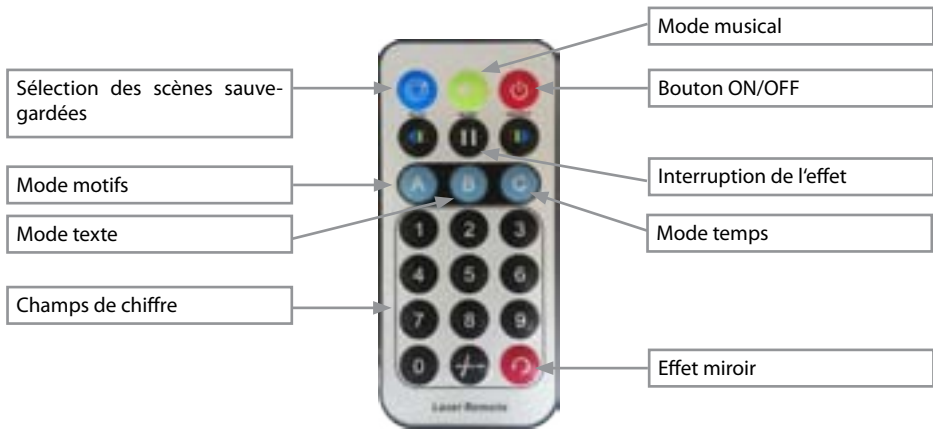 Mode musical
Sélection des scènes sauve-
gardées
Bouton ON/OFF
Mode motifs
Interruption de l'effet
Mode texte
Mode temps
Champs de chiffre
Effet miroir
A B C
1 2 3
4 5 6
7 8 9
0
Laser Remote